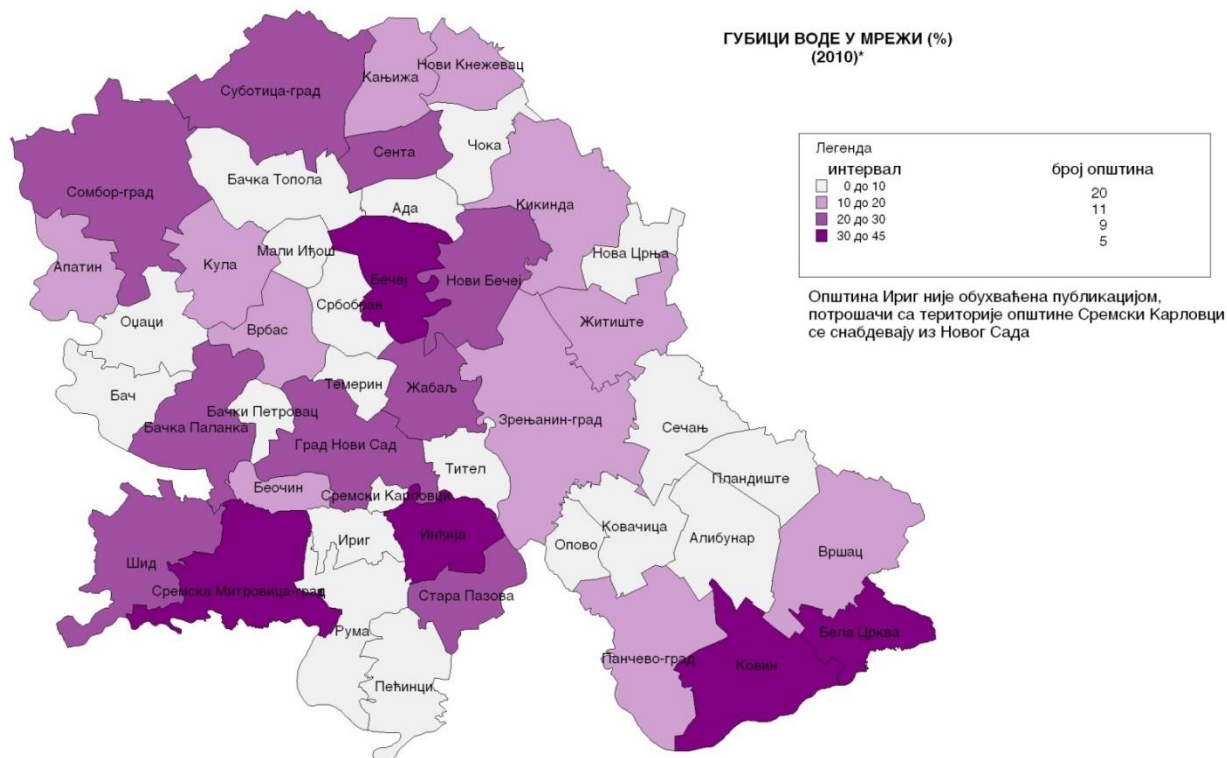 ГУБИЦИ ВОДЕ У МРЕЖИ (%)
(2010)*
Легенда
интервал број општина
0 до 10 20
10 до 20 11
20 до 30 9
30 до 45 5
Општина Ириг није обухваћена публикацијом,
потрошачи са територије општине Сремски Карловци
се снабдевају из Новог Сада
Суботица-град
Кањижа
Нови Кнежевац
Сента
Чока
Сомбор-град
Бачка Топола
Ада
Кикинда
Апатин
Кула
Мали Иђош
Бечеј
Нови Бечеј
Нова Црња
Оџаци
Србобран
Врбас
Житиште
Бач
Темерин
Жабаљ
Бачки Петровац
Бачка Паланка
Град Нови Сад
Зрењанин-град
Сечањ
Тител
Пландиште
Беочин
Сремски Карловци
Ириг
Инђија
Опово
Ковачица
Алибунар
Вршац
Шид
Сремска Митровица-град
Стара Пазова
Рума
Бела Црква
Панчево-град
Ковин
Пећинци